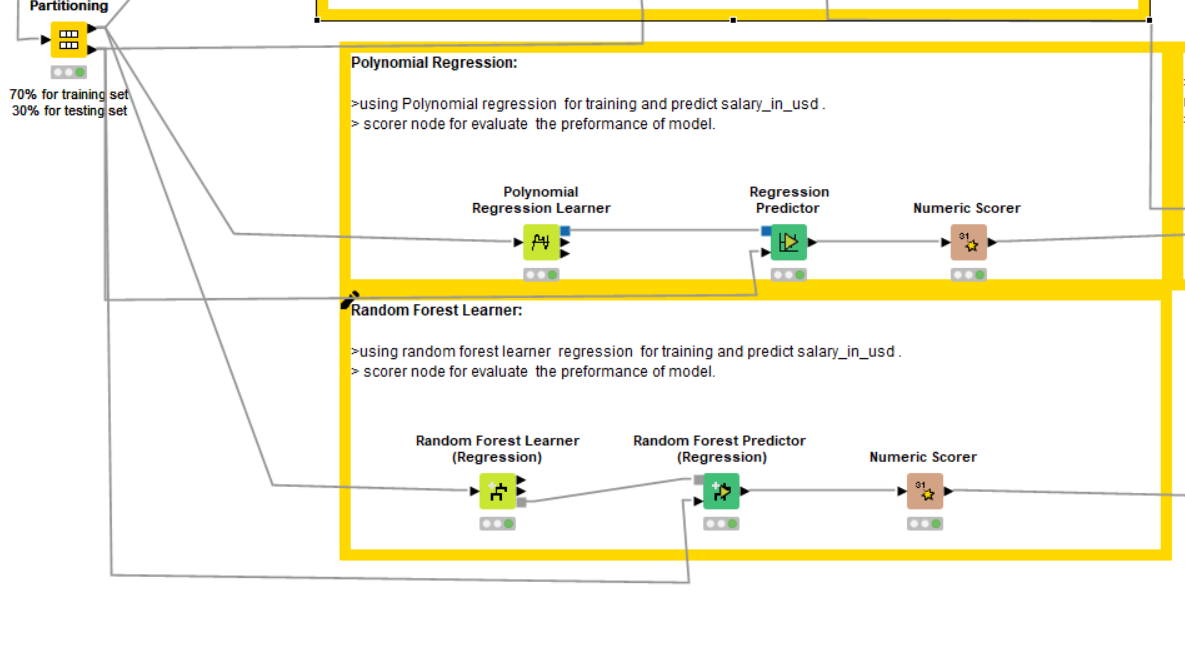 Partitioning
70% for training set
30% for testing set
Polynomial Regression:
>using Polynomial regression  for training and predict salary_in_usd .
> scorer node for evaluate  the preformance of model.
Polynomial
Regression Learner
Regression
Predictor
Numeric Scorer
Random Forest Learner:
>using random forest learner  regression  for training and predict salary_in_usd .
> scorer node for evaluate  the preformance of model.
Random Forest Learner
(Regression)
Random Forest Predictor
(Regression)
Numeric Scorer